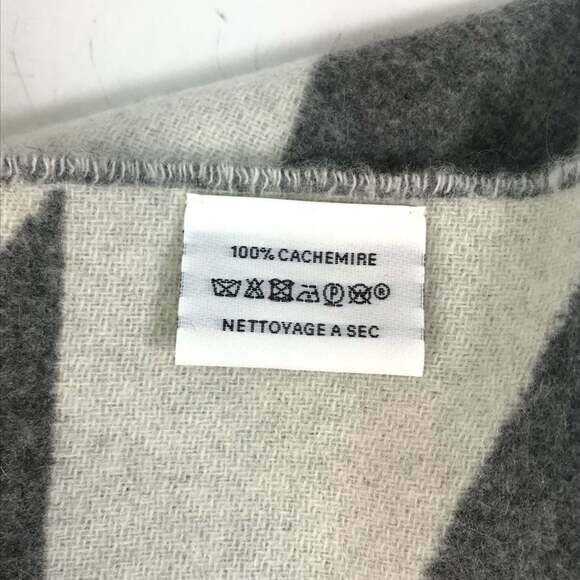 100% CACHEMIRE
P W ®
NETTOYAGE A SEC